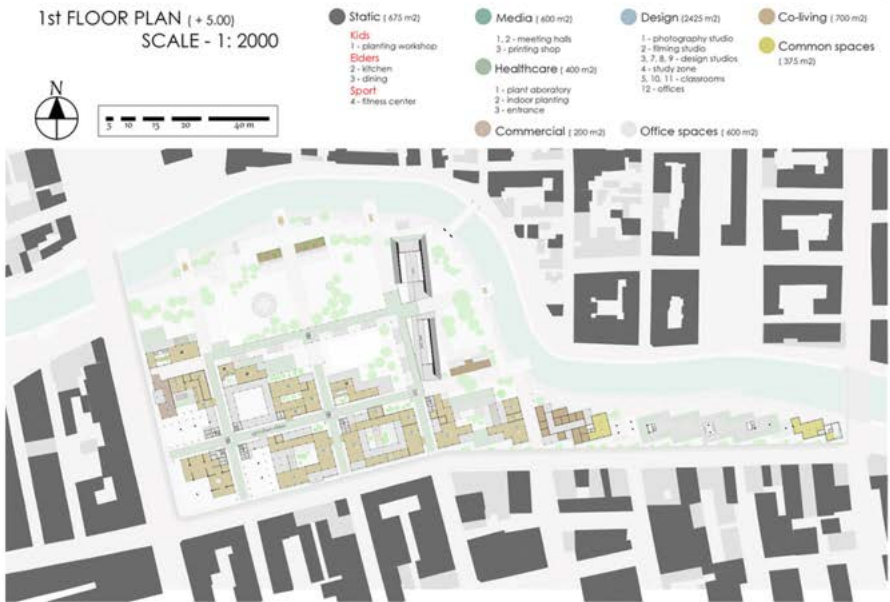 1st FLOOR PLAN ( + 5.00)
SCALE - 1: 2000
N
5 10 15 20 40 m
Static ( 675 m2)
Kids
1 - planting workshop
Elders
2 - kitchen
3 - dining
Sport
4 - fitness center
Media ( 600 m2)
1, 2 - meeting halls
3 - printing shop
Healthcare ( 400 m2)
1 - plant aboratory
2 - indoor planting
3 - entrance
Commercial ( 200 m2)
Design (2425 m2)
1 - photography studio
2 - filming studio
3, 7, 8, 9 - design studios
4 - study zone
5, 10, 11 - classrooms
12 - offices
Office spaces ( 600 m2)
Co-living ( 700 m2)
Common spaces
( 375 m2)